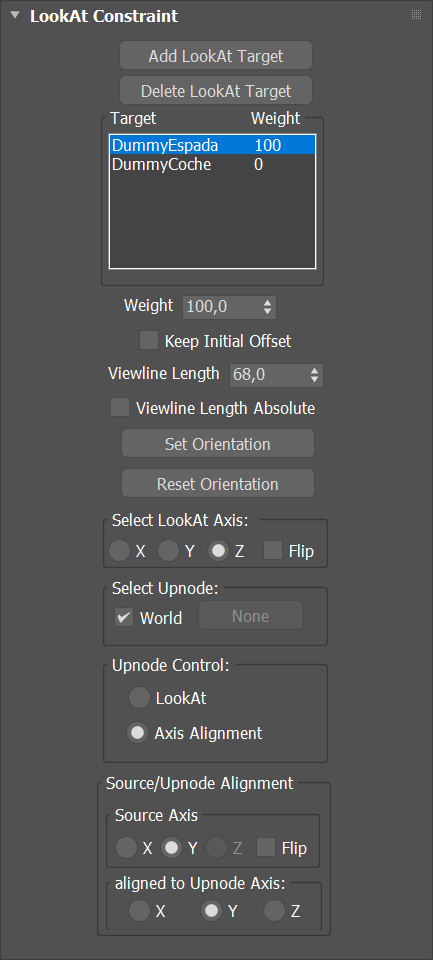 LookAt Constraint
Add LookAt Target
Delete LookAt Target
Target Weight
DummyEspada 100
DummyCoche 0
Weight 100,0
Keep Initial Offset
Viewline Length 68,0
Viewline Length Absolute
Set Orientation
Reset Orientation
Select LookAt Axis:
X Y Z Flip
Select Upnode:
World None
Upnode Control:
LookAt
Axis Alignment
Source/Upnode Alignment
Source Axis
X Y Z Flip
aligned to Upnode Axis:
X Y Z